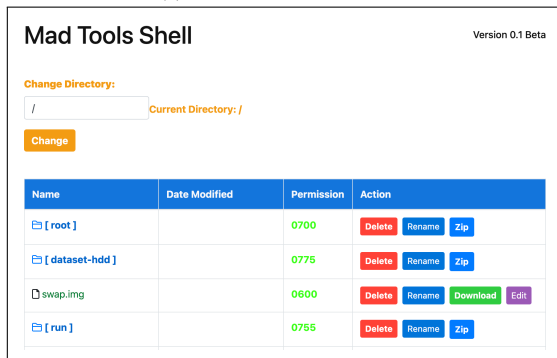 Mad Tools Shell
Version 0.1 Beta
Change Directory:
/
Current Directory: /
Change
Name Date Modified Permission Action
[ root ] 0700 Delete Rename Zip
[ dataset-hdd ] 0775 Delete Rename Zip
swap.img 0600 Delete Rename Download Edit
[ run ] 0755 Delete Rename Zip